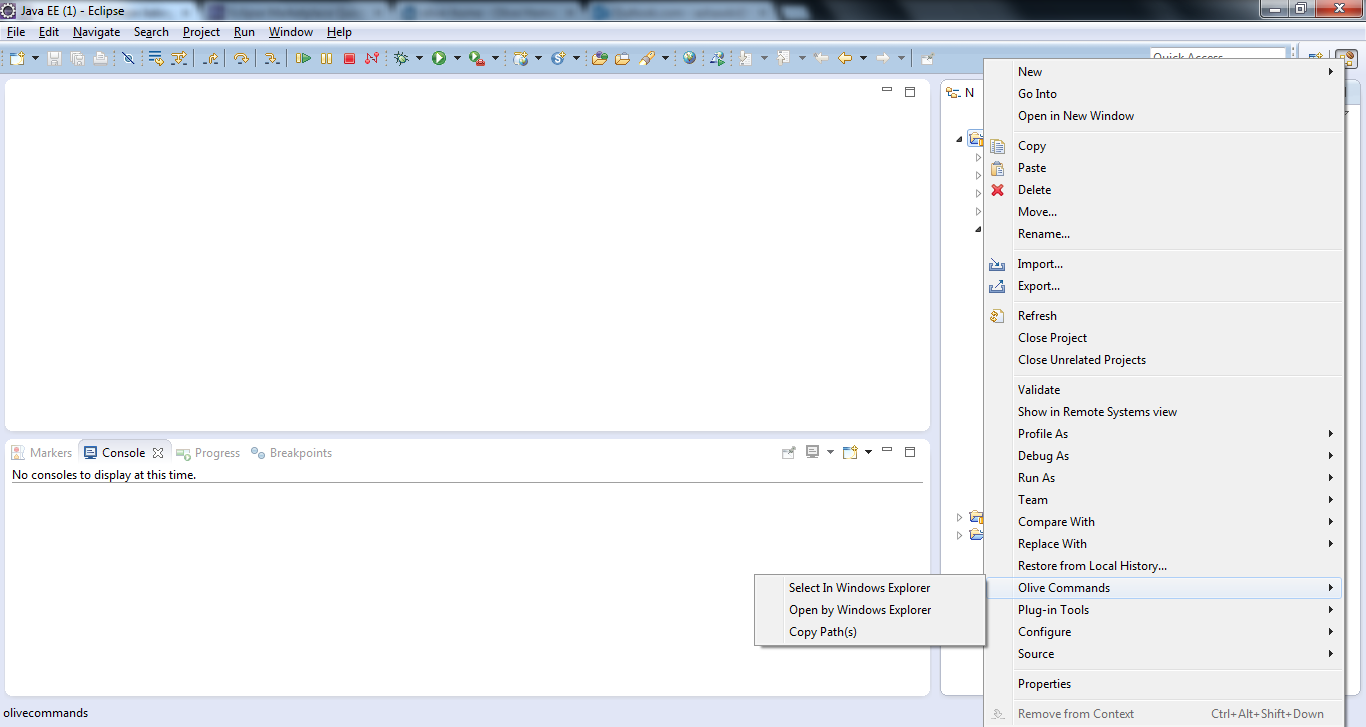 Java EE (1) - Eclipse
File Edit Navigate Search Project Run Window Help
Quick Access
N
New
Go Into
Open in New Window
Copy
Paste
Delete
Move...
Rename...
Import...
Export...
Refresh
Close Project
Close Unrelated Projects
Validate
Show in Remote Systems view
Profile As
Debug As
Run As
Team
Compare With
Replace With
Restore from Local History...
Olive Commands
Plug-in Tools
Configure
Source
Properties
Remove from Context Ctrl+Alt+Shift+Down
Select In Windows Explorer
Open by Windows Explorer
Copy Path(s)
Markers Console Progress Breakpoints
No consoles to display at this time.
olivecommands